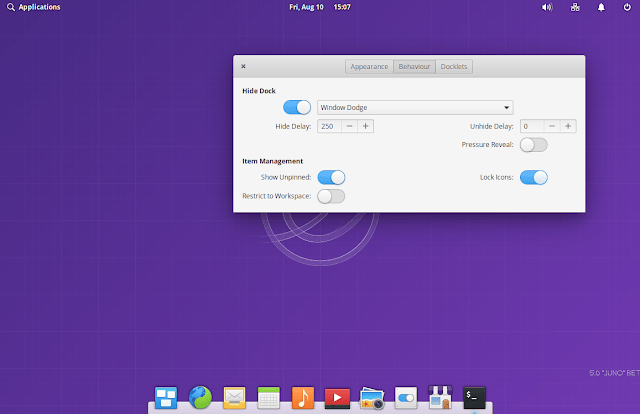 Applications
Fri, Aug 10 15:07
Appearance Behaviour Docklets
Hide Dock
Window Dodge
Hide Delay: 250 Unhide Delay: 0
Pressure Reveal:
Item Management
Show Unpinned: Lock Icons:
Restrict to Workspace:
5.0 "JUNO" BET
$_